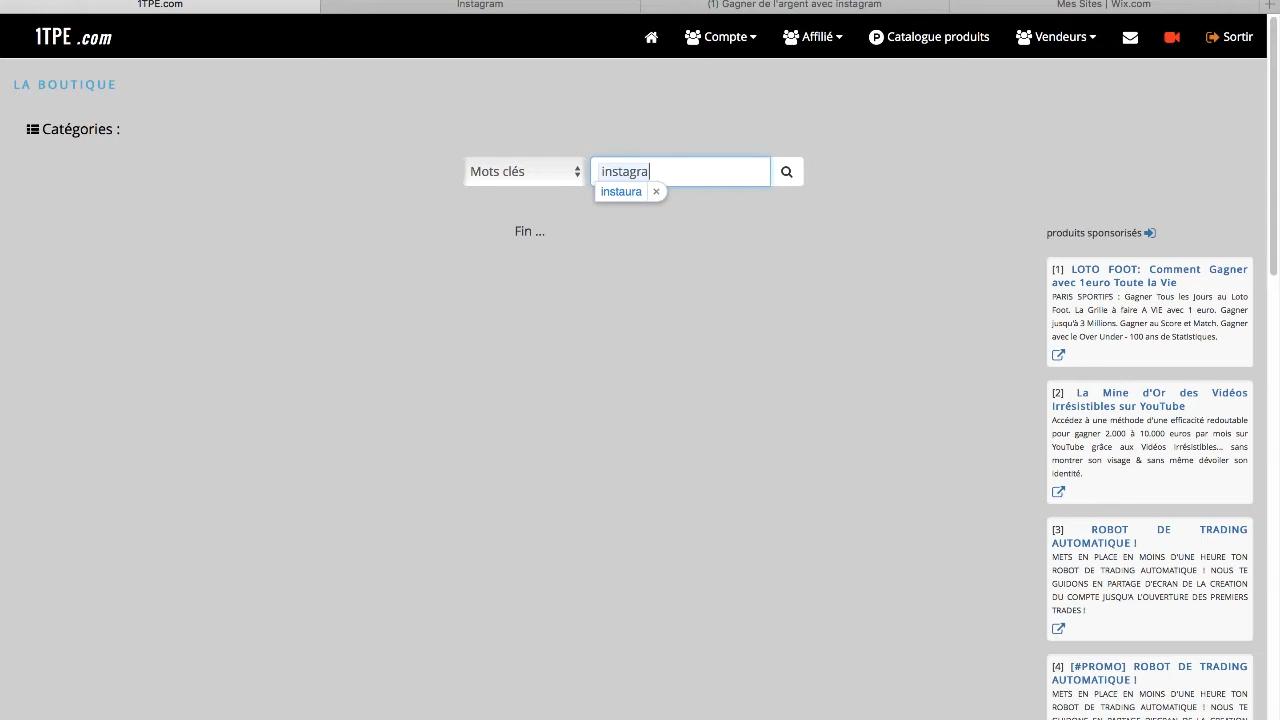 1TPE.com
Instagram
(1) Gagner de l'argent avec instagram
Mes Sites | Wix.com
1TPE .com
Compte
Affilié
Catalogue produits
Vendeurs
Sortir
LA BOUTIQUE
Catégories :
Mots clés
instagra
instaura
Fin ...
produits sponsorisés
[1] LOTO FOOT: Comment Gagner
avec 1euro Toute la Vie
PARIS SPORTIFS : Gagner Tous les Jours au Loto
Foot. La Grille à faire A VIE avec 1 euro. Gagner
jusqu'à 3 Millions. Gagner au Score et Match. Gagner
avec le Over Under - 100 ans de Statistiques.
[2] La Mine d'Or des Vidéos
Irrésistibles sur YouTube
Accédez à une méthode d'une efficacité redoutable
pour gagner 2.000 à 10.000 euros par mois sur
YouTube grâce aux Vidéos Irrésistibles... sans
montrer son visage & sans même dévoiler son
identité.
[3] ROBOT DE TRADING
AUTOMATIQUE !
METS EN PLACE EN MOINS D'UNE HEURE TON
ROBOT DE TRADING AUTOMATIQUE ! NOUS TE
GUIDONS EN PARTAGE D'ECRAN DE LA CREATION
DU COMPTE JUSQU'A L'OUVERTURE DES PREMIERS
TRADES !
[4] [#PROMO] ROBOT DE TRADING
AUTOMATIQUE !
METS EN PLACE EN MOINS D'UNE HEURE TON
ROBOT DE TRADING AUTOMATIQUE ! NOUS TE
GUIDONS EN PARTAGE D'ECRAN DE LA CREATION